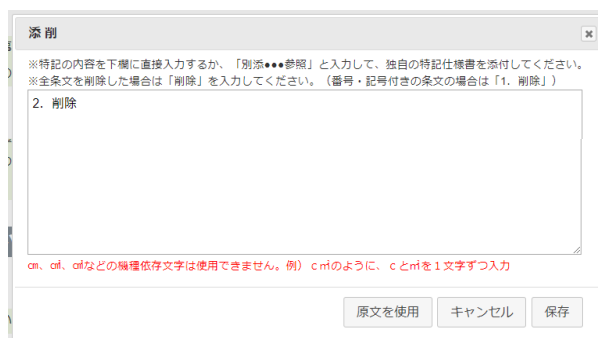 添削
※特記の内容を下欄に直接入力するか、「別添●●●参照」と入力して、独自の特記仕様書を添付してください。
※全条文を削除した場合は「削除」を入力してください。（番号・記号付きの条文の場合は「1. 削除」）
2. 削除
㎝、㎠、㎤などの機種依存文字は使用できません。例）ｃ㎡のように、ｃと㎡を１文字ずつ入力
原文を使用 キャンセル 保存